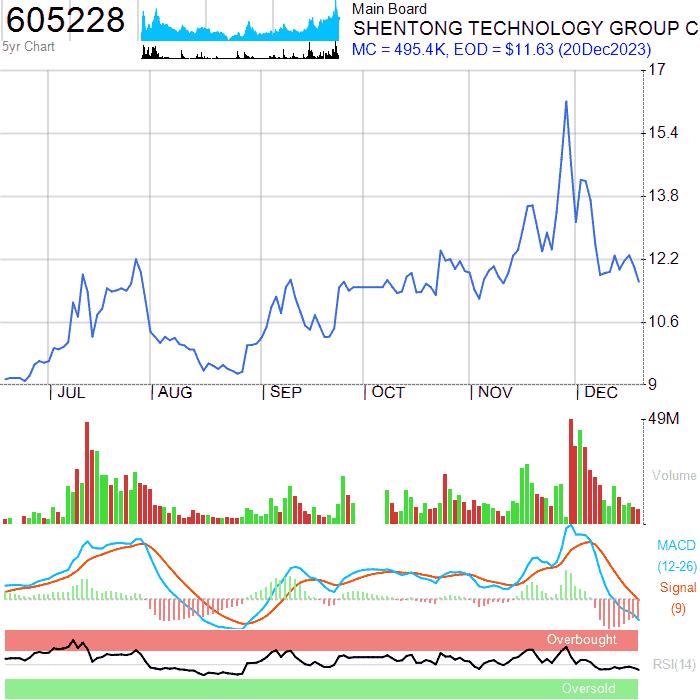 605228
5yr Chart
Main Board
SHENTONG TECHNOLOGY GROUP C
MC = 495.4K, EOD = $11.63 (20Dec2023)
17
15.4
13.8
12.2
10.6
9
JUL AUG SEP OCT NOV DEC
49M
Volume
MACD
(12-26)
Signal
(9)
Overbought
RSI(14)
Oversold